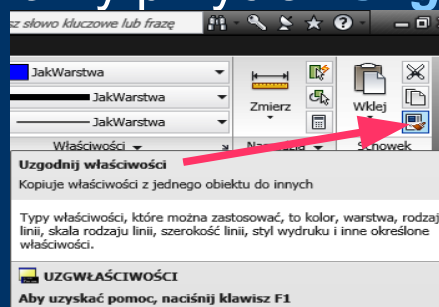 sz słowo kluczowe lub frazę
JakWarstwa
JakWarstwa
JakWarstwa
Zmierz
Wklej
Właściwości
Schowek
Uzgodnij właściwości
Kopiuje właściwości z jednego obiektu do innych
Typy właściwości, które można zastosować, to kolor, warstwa, rodzaj
linii, skala rodzaju linii, szerokość linii, styl wydruku i inne określone
właściwości.
UZGWŁAŚCIWOŚCI
Aby uzyskać pomoc, naciśnij klawisz F1